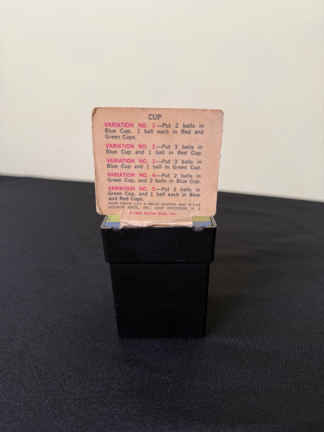 CUP
VARIATION NO. 1—Put 2 balls in
Blue Cup, 1 ball each in Red and
Green Cups.
VARIATION NO. 2—Put 3 balls in
Blue Cup and 1 ball in Red Cup.
VARIATION NO. 3—Put 3 balls in
Blue Cup and 1 ball in Green Cup.
VARIATION NO. 4—Put 2 balls in
Green Cup, and 2 balls in Blue Cup.
VARIATION NO. 5—Put 2 balls in
Green Cup, and 1 ball each in Blue
and Red Cups.